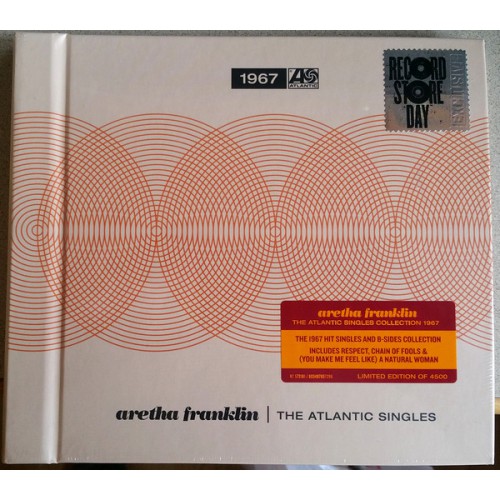 1967
ATLANTIC
RECORD
STORE
DAY
aretha franklin
THE ATLANTIC SINGLES COLLECTION 1967
THE 1967 HIT SINGLES AND B-SIDES COLLECTION
INCLUDES RESPECT, CHAIN OF FOOLS &
(YOU MAKE ME FEEL LIKE) A NATURAL WOMAN
LIMITED EDITION OF 4500
aretha franklin | THE ATLANTIC SINGLES